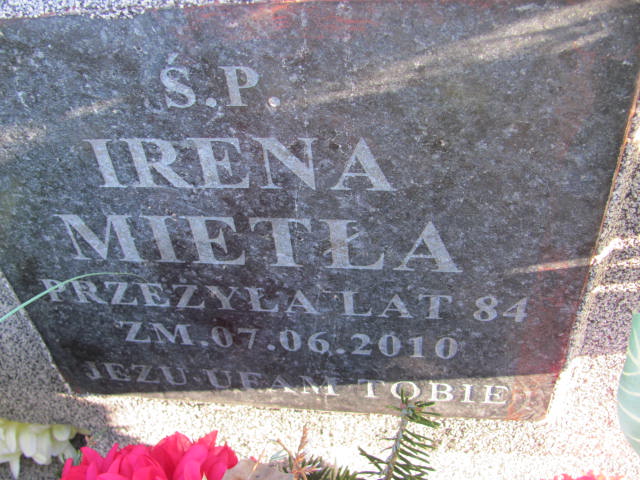 Ś.P.
IRENA
MIETŁA
PRZEŻYŁA LAT 84
ZM.07.06.2010
JEZU UFAM TOBIE